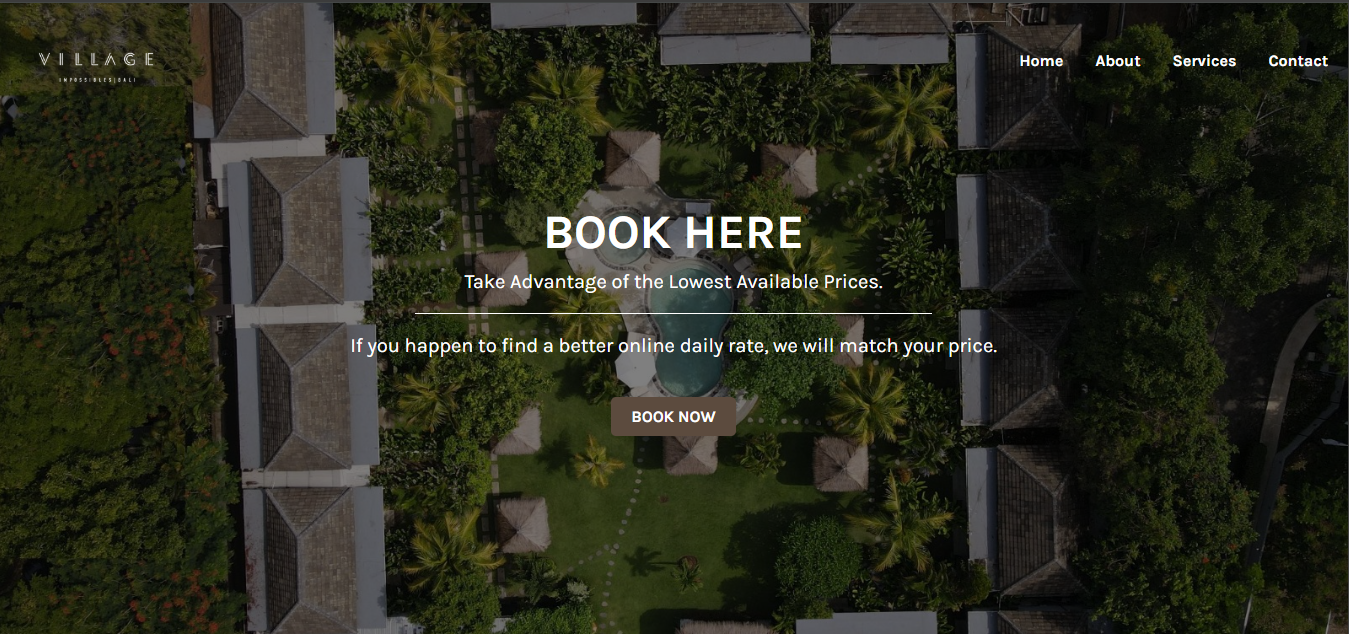 VILLAGE
IMPOSSIBLES|BALI
Home About Services Contact
BOOK HERE
Take Advantage of the Lowest Available Prices.
If you happen to find a better online daily rate, we will match your price.
BOOK NOW